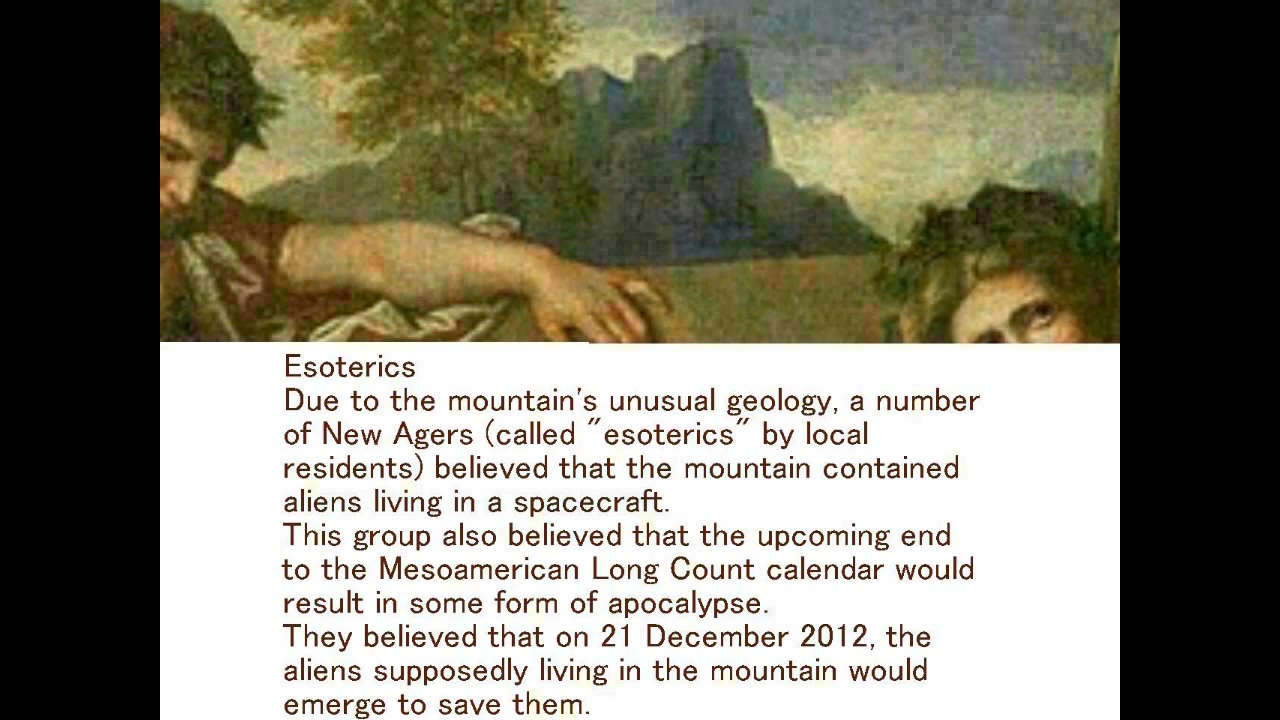 Esoterics
Due to the mountain's unusual geology, a number
of New Agers (called "esoterics" by local
residents) believed that the mountain contained
aliens living in a spacecraft.
This group also believed that the upcoming end
to the Mesoamerican Long Count calendar would
result in some form of apocalypse.
They believed that on 21 December 2012, the
aliens supposedly living in the mountain would
emerge to save them.